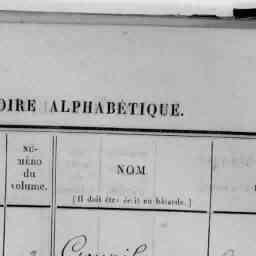 OIRE ALPHABÉTIQUE.
NU-
MÉRO
du
volume.
NOM
(Il doit être écrit en bâtarde.)